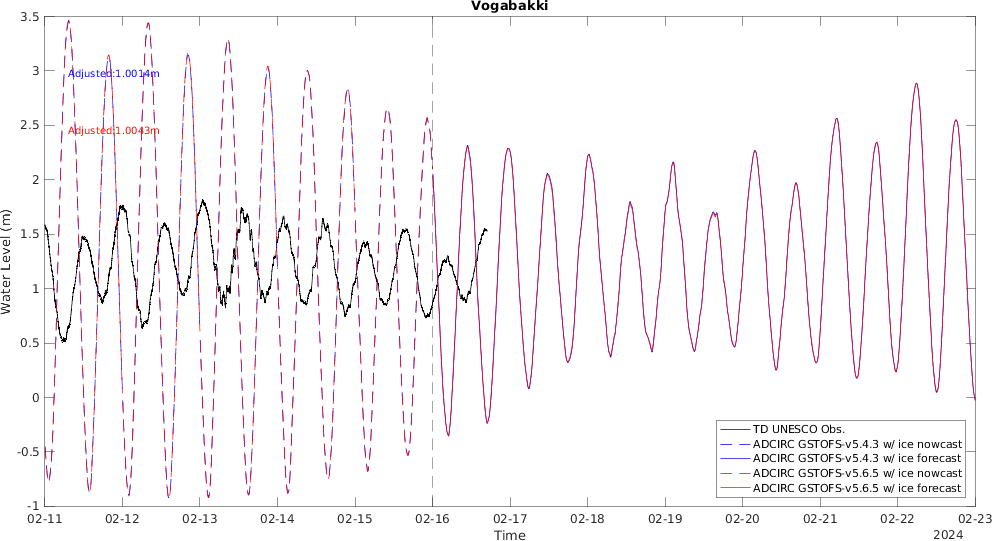 Vogabakki
3.5
3
2.5
2
1.5
1
0.5
0
-0.5
-1
Water Level (m)
Adjusted:1.0014m
Adjusted:1.0043m
TD UNESCO Obs.
ADCIRC GSTOFS-v5.4.3 w/ ice nowcast
ADCIRC GSTOFS-v5.4.3 w/ ice forecast
ADCIRC GSTOFS-v5.6.5 w/ ice nowcast
ADCIRC GSTOFS-v5.6.5 w/ ice forecast
02-11 02-12 02-13 02-14 02-15 02-16 02-17 02-18 02-19 02-20 02-21 02-22 02-23
Time
2024